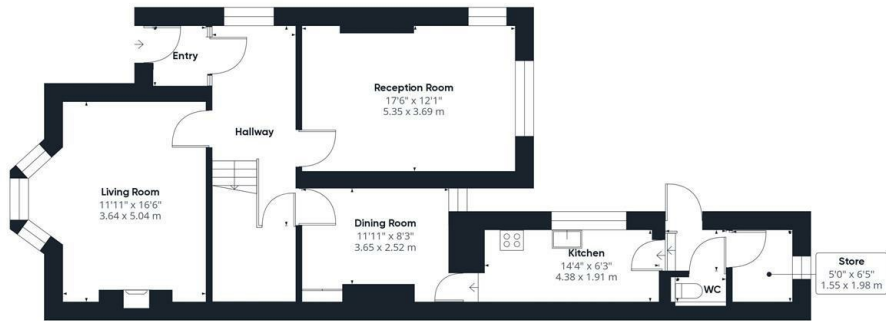 Entry
Reception Room
17'6" x 12'1"
5.35 x 3.69 m
Hallway
Living Room
11'11" x 16'6"
3.64 x 5.04 m
Dining Room
11'11" x 8'3"
3.65 x 2.52 m
Kitchen
14'4" x 6'3"
4.38 x 1.91 m
WC
Store
5'0" x 6'5"
1.55 x 1.98 m